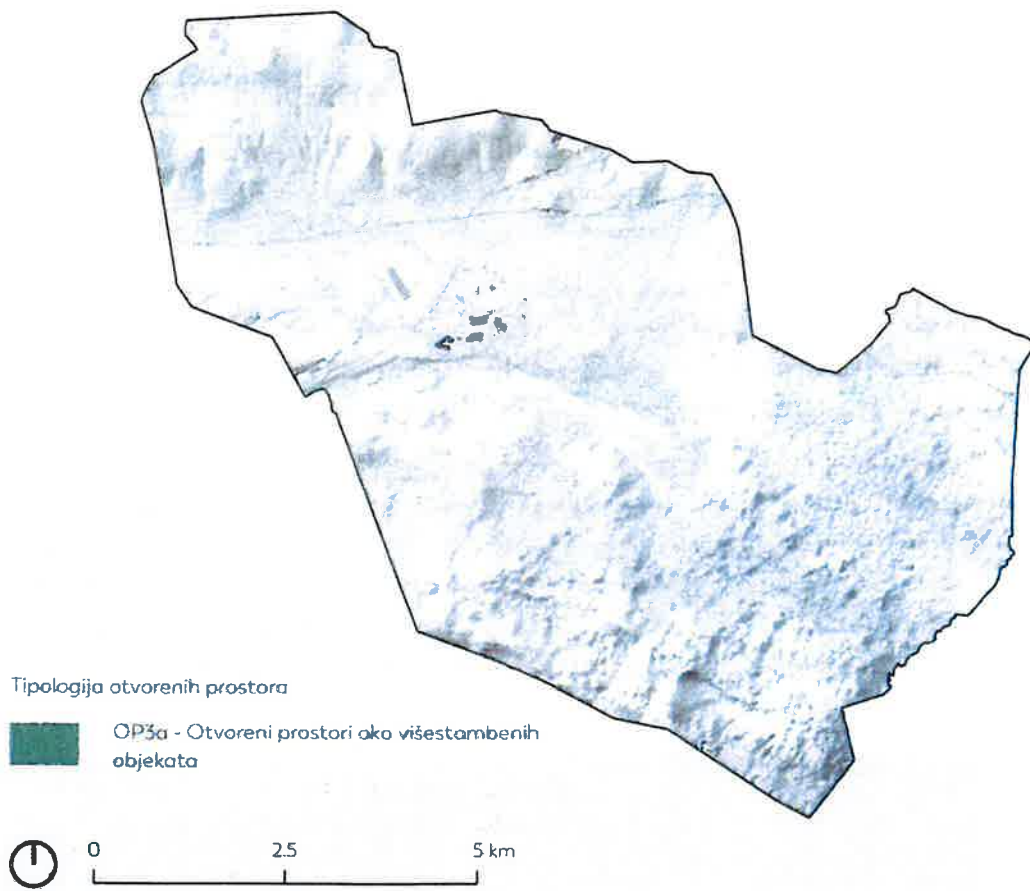 Tipologija otvorenih prostora
OP3a - Otvoreni prostori oko višestambenih
objekata
0 2.5 5 km